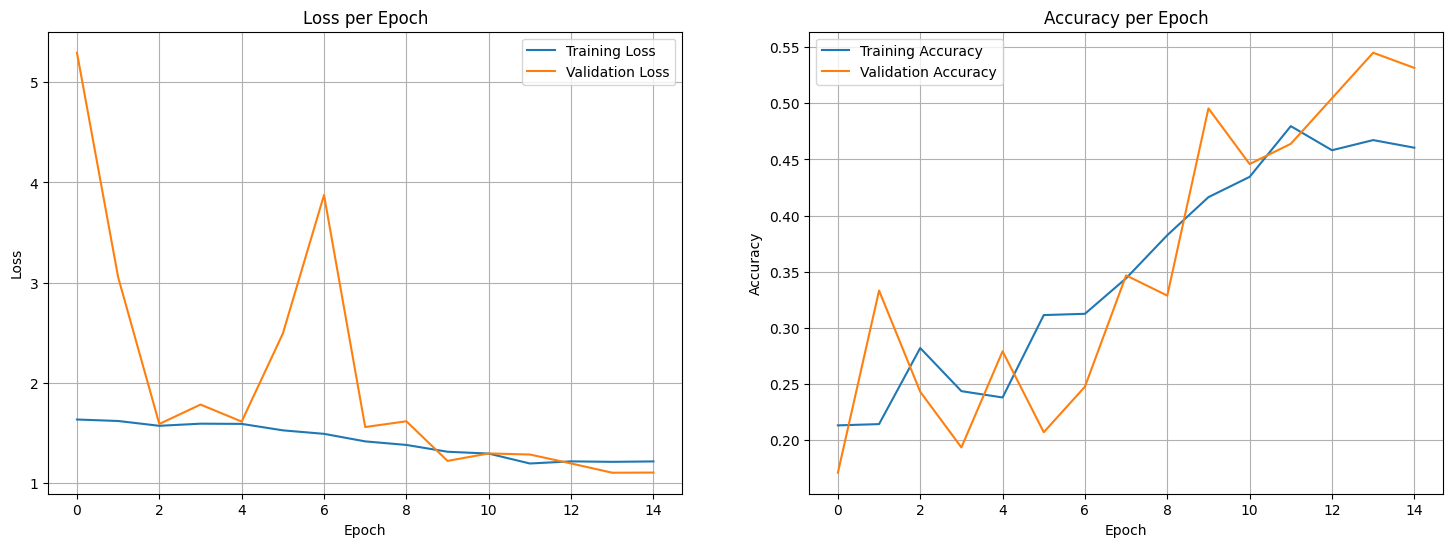 Loss per Epoch
Training Loss
Validation Loss
5
4
3
2
1
Loss
0 2 4 6 8 10 12 14
Epoch
Accuracy per Epoch
Training Accuracy
Validation Accuracy
0.55
0.50
0.45
0.40
0.35
0.30
0.25
0.20
Accuracy
0 2 4 6 8 10 12 14
Epoch